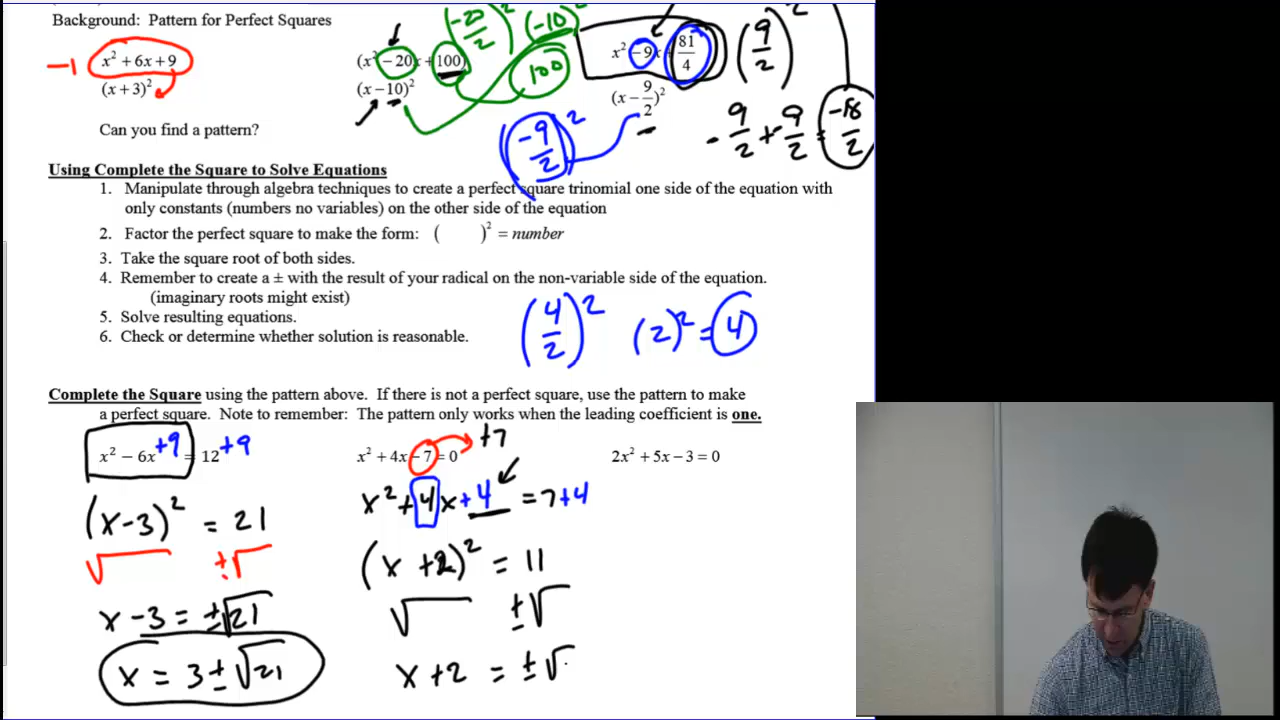 Background: Pattern for Perfect Squares
(-20/2)² (-10)²
-1 x² + 6x + 9
(x² - 20x + 100)
100
x² - 9x + 81/4 (9/2)²
(x + 3)²
(x - 10)²
(x - 9/2)²
Can you find a pattern?
(-9/2)²
-9/2 + -9/2 = -18/2
Using Complete the Square to Solve Equations
1. Manipulate through algebra techniques to create a perfect square trinomial one side of the equation with
only constants (numbers no variables) on the other side of the equation
2. Factor the perfect square to make the form: ( )² = number
3. Take the square root of both sides.
4. Remember to create a ± with the result of your radical on the non-variable side of the equation.
(imaginary roots might exist)
5. Solve resulting equations.
6. Check or determine whether solution is reasonable.
(4/2)² (2)² = 4
Complete the Square using the pattern above. If there is not a perfect square, use the pattern to make
a perfect square. Note to remember: The pattern only works when the leading coefficient is one.
x² - 6x +9 = 12 +9
(x-3)² = 21
√ ±√
x - 3 = ±√21
x = 3 ± √21
x² + 4x - 7 = 0 +7
x² + 4x + 4 = 7 + 4
(x + 2)² = 11
√ ±√
x + 2 = ±√
2x² + 5x - 3 = 0